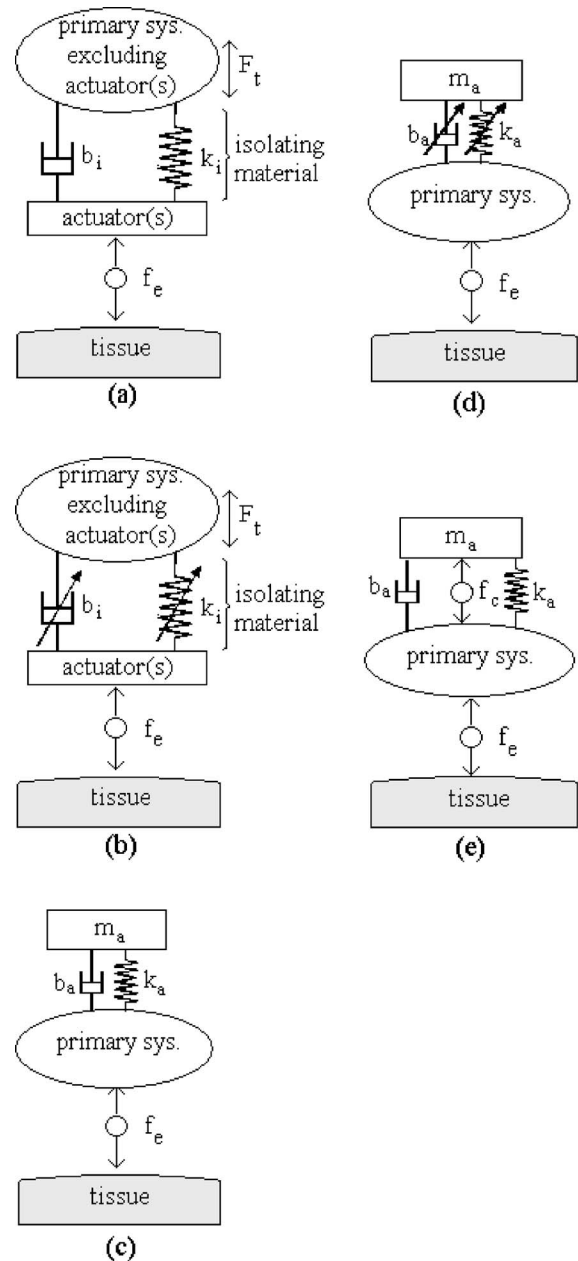 primary sys.
excluding
actuator(s)
F_t
b_i
k_i
isolating
material
actuator(s)
f_e
tissue
(a)
primary sys.
excluding
actuator(s)
F_t
b_i
k_i
isolating
material
actuator(s)
f_e
tissue
(b)
m_a
b_a
k_a
primary sys.
f_e
tissue
(c)
m_a
b_a
k_a
primary sys.
f_e
tissue
(d)
m_a
b_a
f_c
k_a
primary sys.
f_e
tissue
(e)